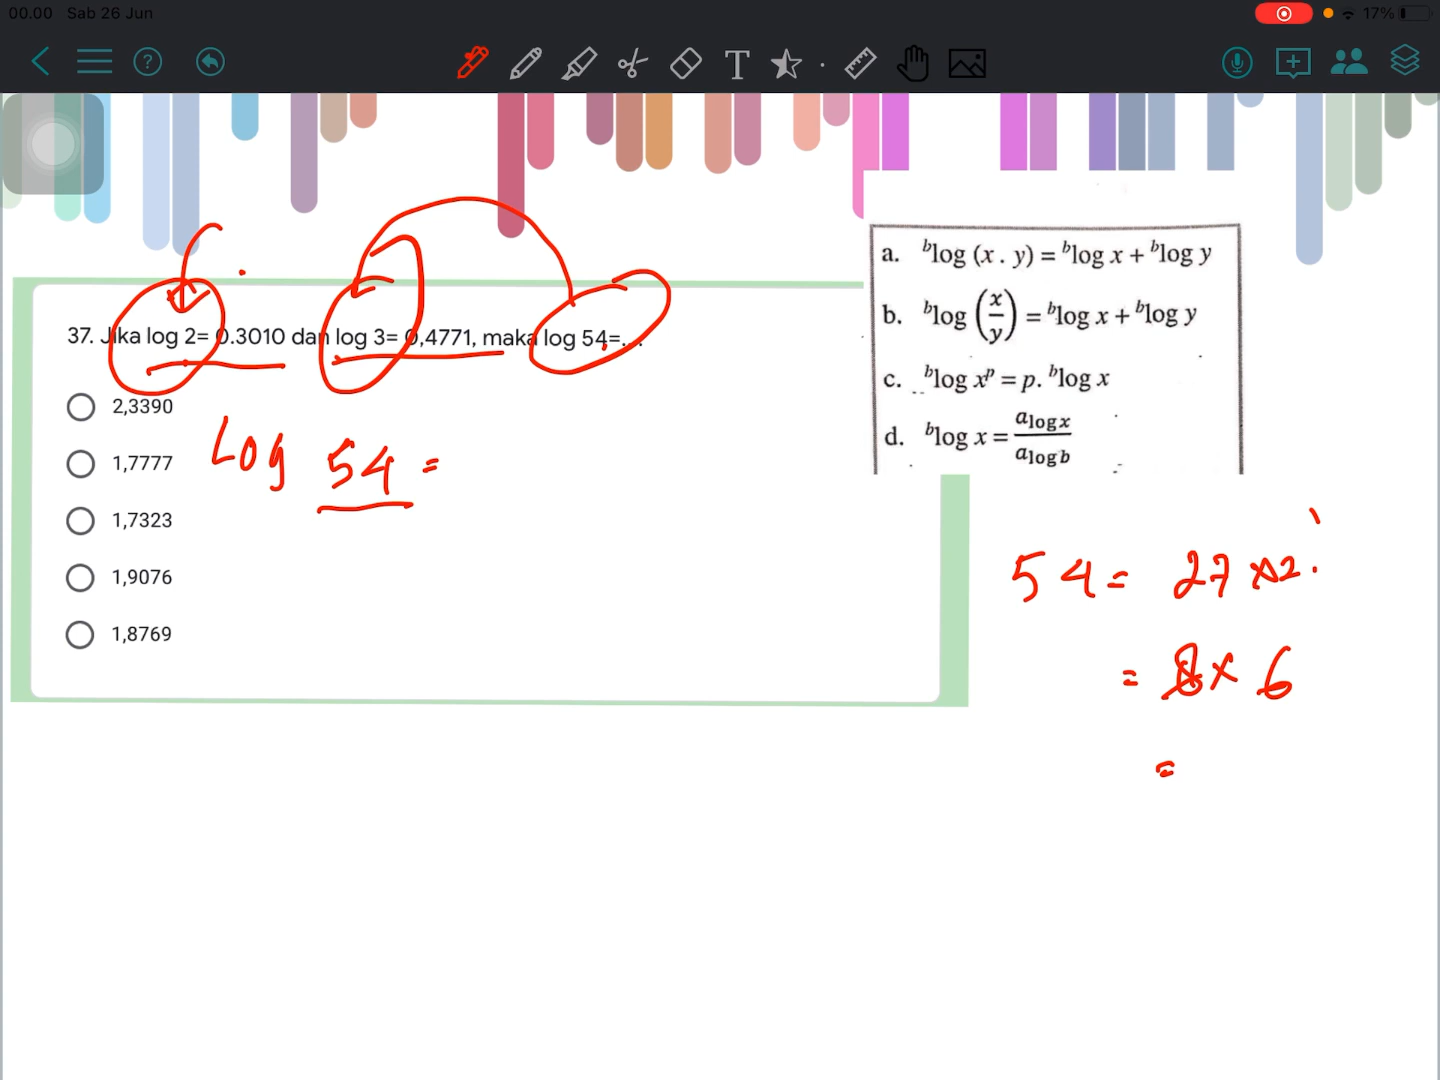 00.00 Sab 26 Jun
17%
37. Jika log 2= 0.3010 dan log 3= 0,4771, maka log 54=....
2,3390
1,7777
1,7323
1,9076
1,8769
Log 54 =
a. ᵇlog (x . y) = ᵇlog x + ᵇlog y
b. ᵇlog (x/y) = ᵇlog x + ᵇlog y
c. ᵇlog xᵖ = p. ᵇlog x
d. ᵇlog x = ᵃlog x / ᵃlog b
54 = 27 x 2
= 8 x 6
=